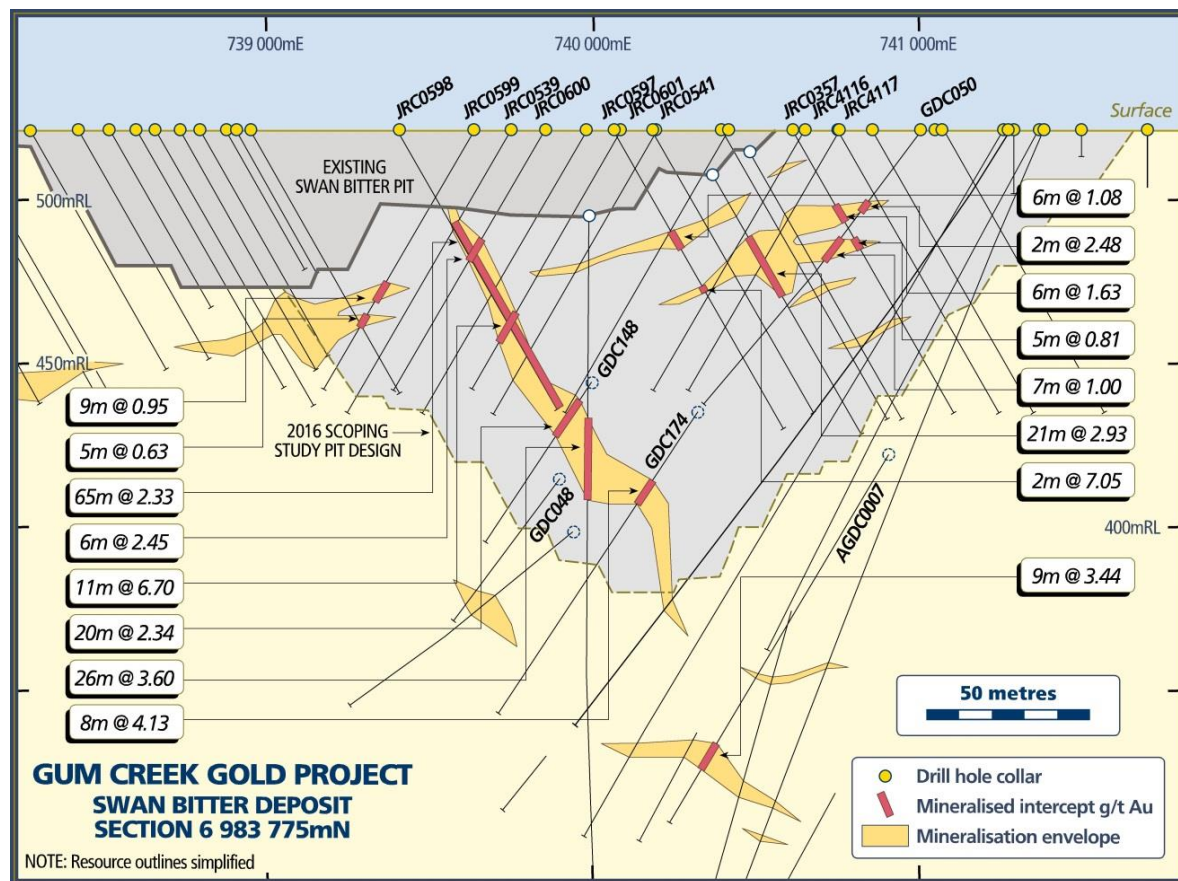 739 000mE
740 000mE
741 000mE
JRC0598
JRC0599
JRC0539
JRC0600
JRC0597
JRC0601
JRC0541
JRC0357
JRC4116
JRC4117
GDC050
Surface
EXISTING
SWAN BITTER PIT
500mRL
450mRL
400mRL
6m @ 1.08
2m @ 2.48
6m @ 1.63
5m @ 0.81
7m @ 1.00
21m @ 2.93
2m @ 7.05
9m @ 3.44
9m @ 0.95
5m @ 0.63
65m @ 2.33
6m @ 2.45
11m @ 6.70
20m @ 2.34
26m @ 3.60
8m @ 4.13
2016 SCOPING
STUDY PIT DESIGN
GDC148
GDC174
GDC048
AGDC0007
50 metres
GUM CREEK GOLD PROJECT
SWAN BITTER DEPOSIT
SECTION 6 983 775mN
NOTE: Resource outlines simplified
Drill hole collar
Mineralised intercept g/t Au
Mineralisation envelope